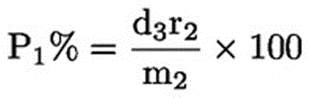 P₁% = d₃r₂ / m₂ × 100